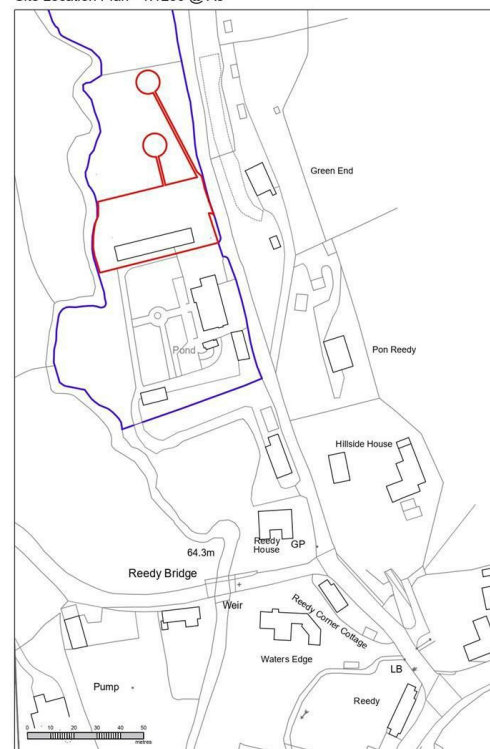 Site Location Plan - 1:1250 @ A3
Green End
Pond
Pon Reedy
Hillside House
Reedy
House
GP
64.3m
Reedy Bridge
Weir
Reedy Corner Cottage
Waters Edge
LB
Pump
Reedy
0 10 20 30 40 50
metres